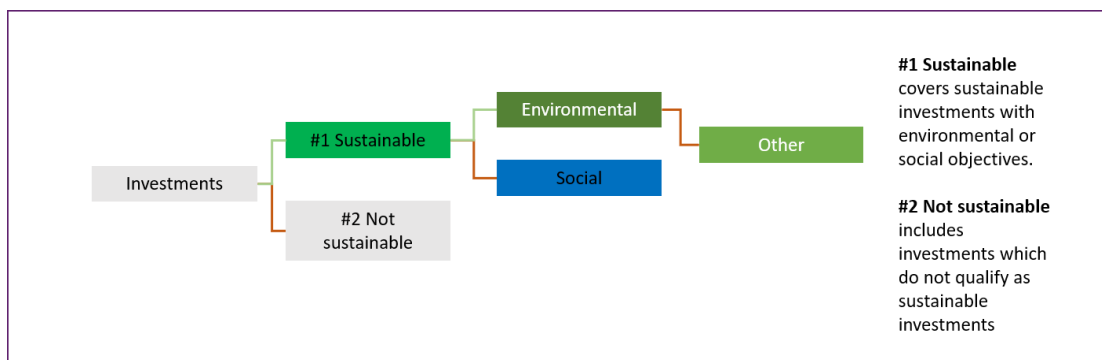 Investments
#1 Sustainable
#2 Not
sustainable
Environmental
Social
Other
#1 Sustainable
covers sustainable
investments with
environmental or
social objectives.
#2 Not sustainable
includes
investments which
do not qualify as
sustainable
investments